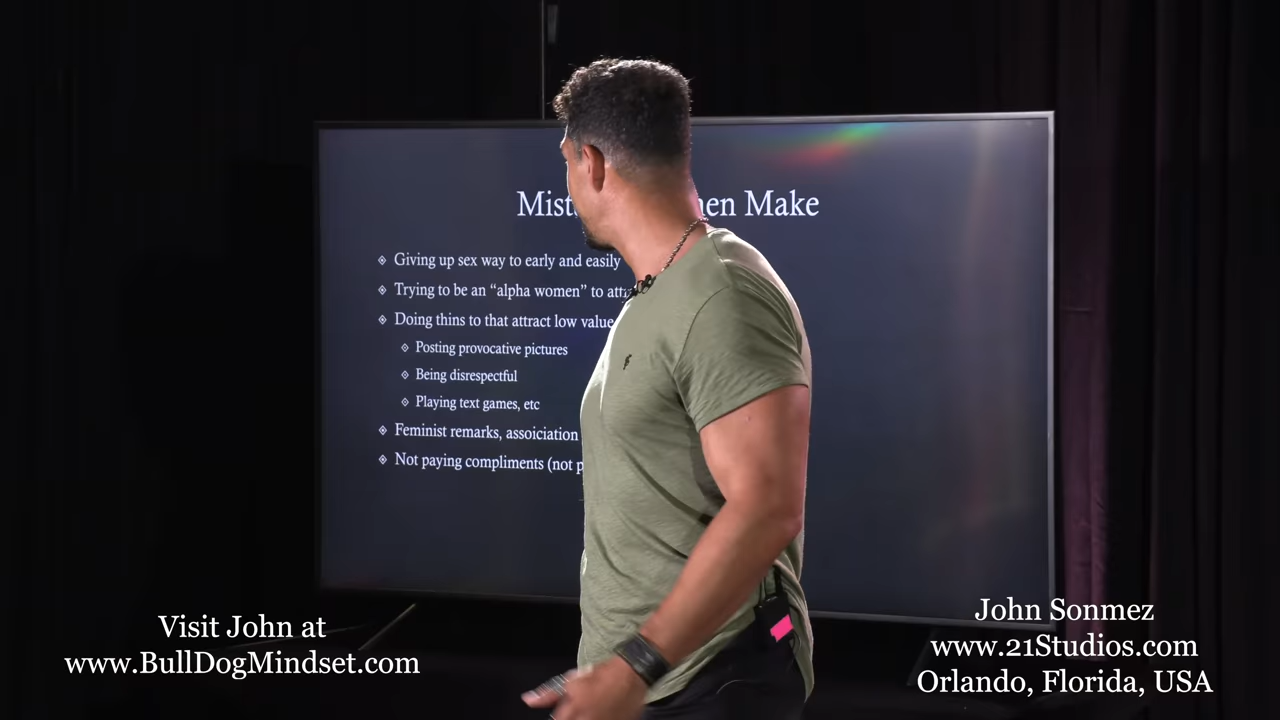 Mist en Make
Giving up sex way to early and easily
Trying to be an “alpha women” to
Doing thins to that attract low value
Posting provocative pictures
Being disrespectful
Playing text games, etc
Feminist remarks, assoiciation
Not paying compliments (not
Visit John at
www.BullDogMindset.com
John Sonmez
www.21Studios.com
Orlando, Florida, USA